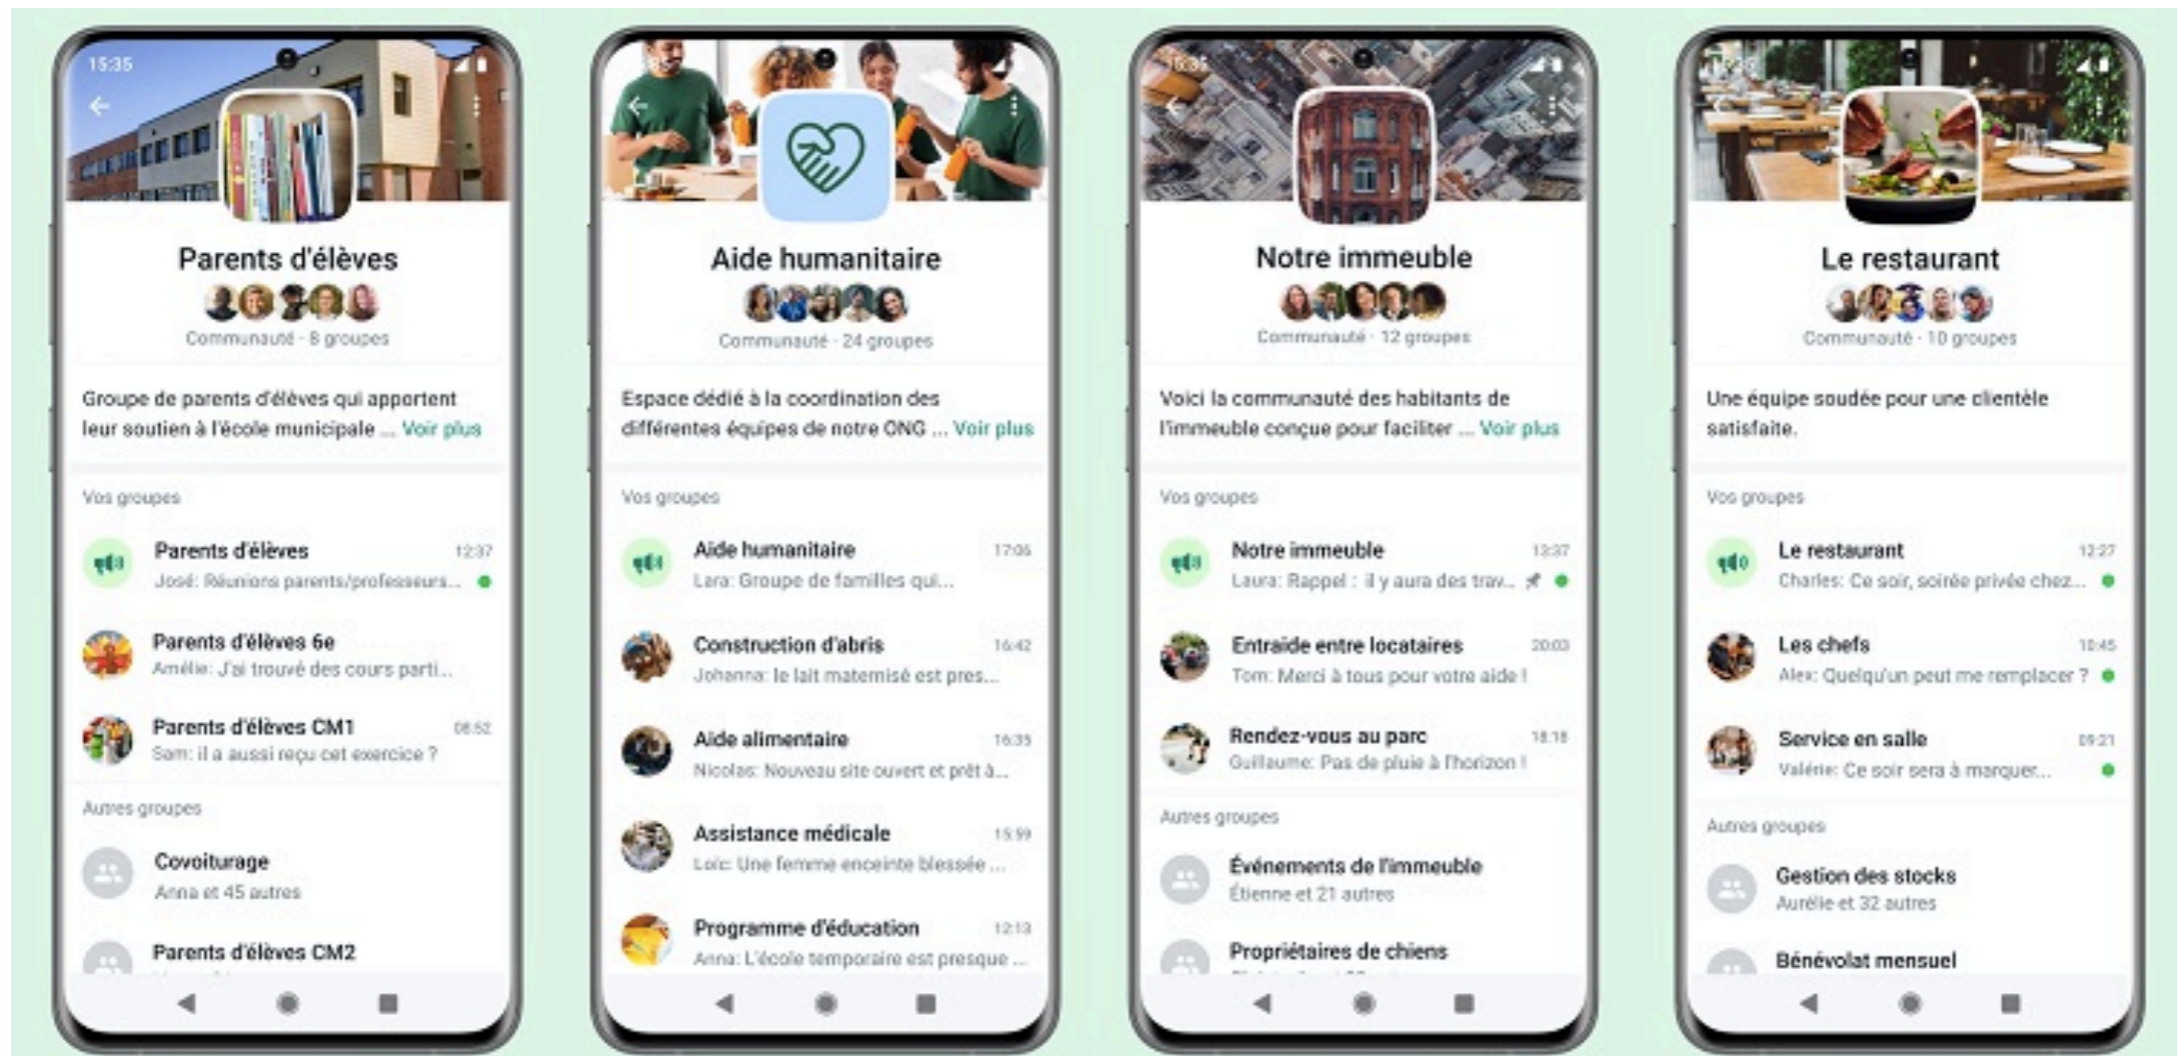 15:35
Parents d'élèves
Communauté - 8 groupes
Groupe de parents d'élèves qui apportent
leur soutien à l'école municipale ... Voir plus
Vos groupes
Parents d'élèves
12:37
José: Réunions parents/professeurs...
Parents d'élèves 6e
Amélie: J'ai trouvé des cours parti...
Parents d'élèves CM1
08:52
Sam: il a aussi reçu cet exercice ?
Autres groupes
Covoiturage
Anna et 45 autres
Parents d'élèves CM2
Aide humanitaire
Communauté - 24 groupes
Espace dédié à la coordination des
différentes équipes de notre ONG ... Voir plus
Vos groupes
Aide humanitaire
17:06
Lara: Groupe de familles qui...
Construction d'abris
16:42
Johanna: le lait maternisé est pres...
Aide alimentaire
16:35
Nicolas: Nouveau site ouvert et prêt à...
Assistance médicale
15:59
Loïc: Une femme enceinte blessée ...
Programme d'éducation
12:13
Anna: L'école temporaire est presque ...
15:35
Notre immeuble
Communauté - 12 groupes
Voici la communauté des habitants de
l'immeuble conçue pour faciliter ... Voir plus
Vos groupes
Notre immeuble
13:37
Laura: Rappel : il y aura des trav...
Entraide entre locataires
20:03
Tom: Merci à tous pour votre aide !
Rendez-vous au parc
18:18
Guillaume: Pas de pluie à l'horizon !
Autres groupes
Événements de l'immeuble
Étienne et 21 autres
Propriétaires de chiens
Le restaurant
Communauté - 10 groupes
Une équipe soudée pour une clientèle
satisfaite.
Vos groupes
Le restaurant
12:27
Charles: Ce soir, soirée privée chez...
Les chefs
10:45
Alex: Quelqu'un peut me remplacer ?
Service en salle
09:21
Valérie: Ce soir sera à marquer...
Autres groupes
Gestion des stocks
Aurélie et 32 autres
Bénévolat mensuel